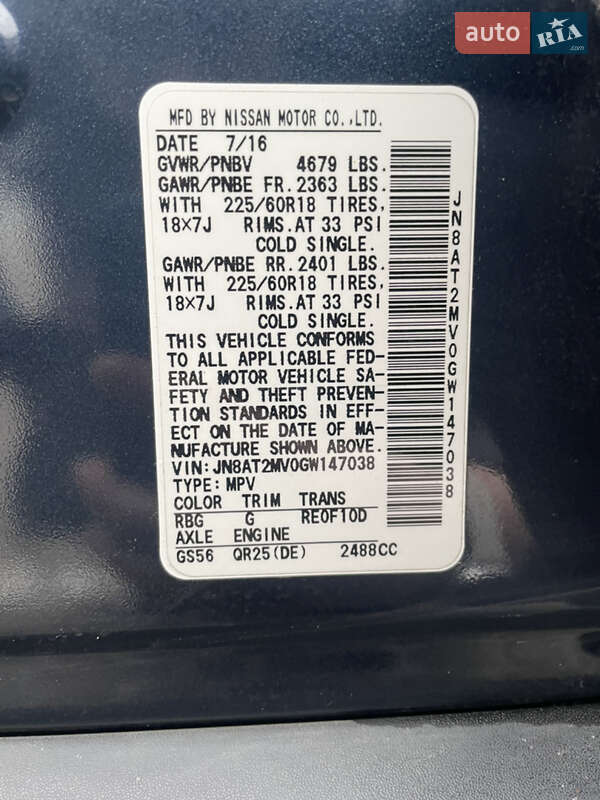 auto RIA.com
MFD BY NISSAN MOTOR CO.,LTD.
DATE 7/16
GVWR/PNBV 4679 LBS.
GAWR/PNBE FR.2363 LBS.
WITH 225/60R18 TIRES,
18×7J RIMS.AT 33 PSI
COLD SINGLE.
GAWR/PNBE RR.2401 LBS.
WITH 225/60R18 TIRES,
18×7J RIMS.AT 33 PSI
COLD SINGLE.
THIS VEHICLE CONFORMS
TO ALL APPLICABLE FED-
ERAL MOTOR VEHICLE SA-
FETY AND THEFT PREVEN-
TION STANDARDS IN EFF-
ECT ON THE DATE OF MA-
NUFACTURE SHOWN ABOVE.
VIN:JN8AT2MV0GW147038
TYPE:MPV
COLOR TRIM TRANS
RBG G RE0F10D
AXLE ENGINE
GS56 QR25(DE) 2488CC
JN8AT2MV0GW147038